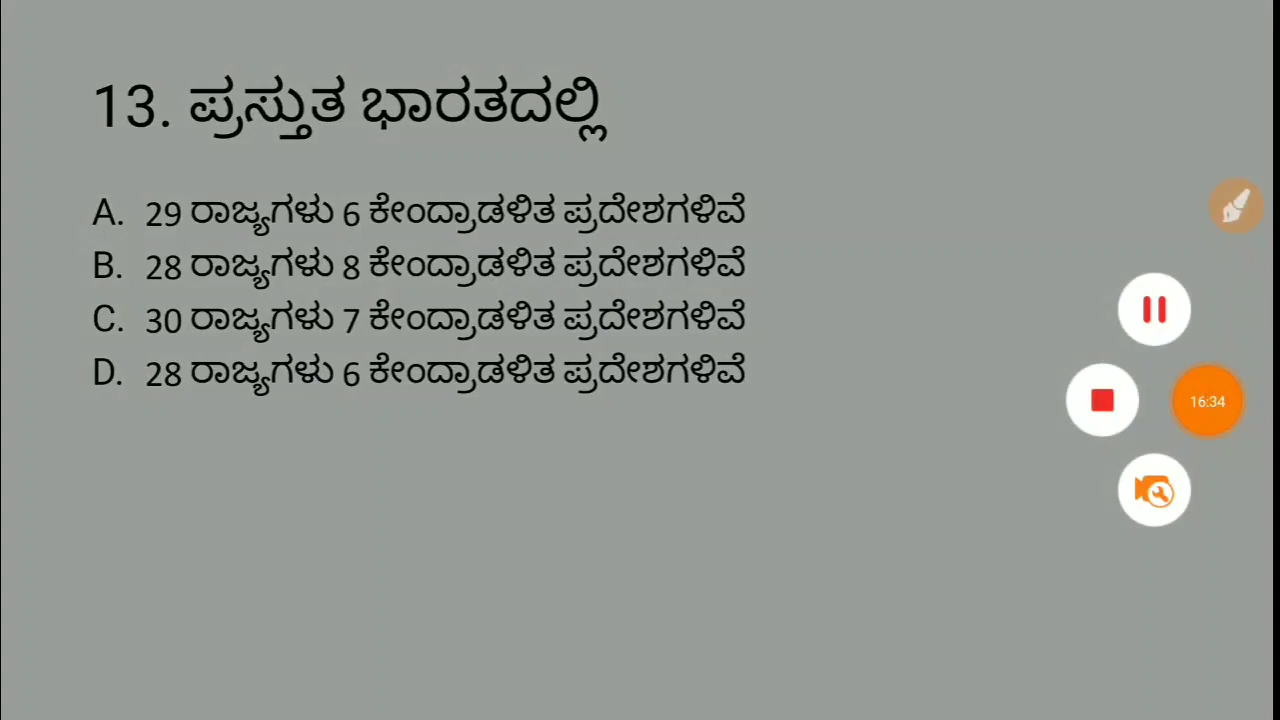 13. ಪ್ರಸ್ತುತ ಭಾರತದಲ್ಲಿ
A. 29 ರಾಜ್ಯಗಳು 6 ಕೇಂದ್ರಾಡಳಿತ ಪ್ರದೇಶಗಳಿವೆ
B. 28 ರಾಜ್ಯಗಳು 8 ಕೇಂದ್ರಾಡಳಿತ ಪ್ರದೇಶಗಳಿವೆ
C. 30 ರಾಜ್ಯಗಳು 7 ಕೇಂದ್ರಾಡಳಿತ ಪ್ರದೇಶಗಳಿವೆ
D. 28 ರಾಜ್ಯಗಳು 6 ಕೇಂದ್ರಾಡಳಿತ ಪ್ರದೇಶಗಳಿವೆ
16:34